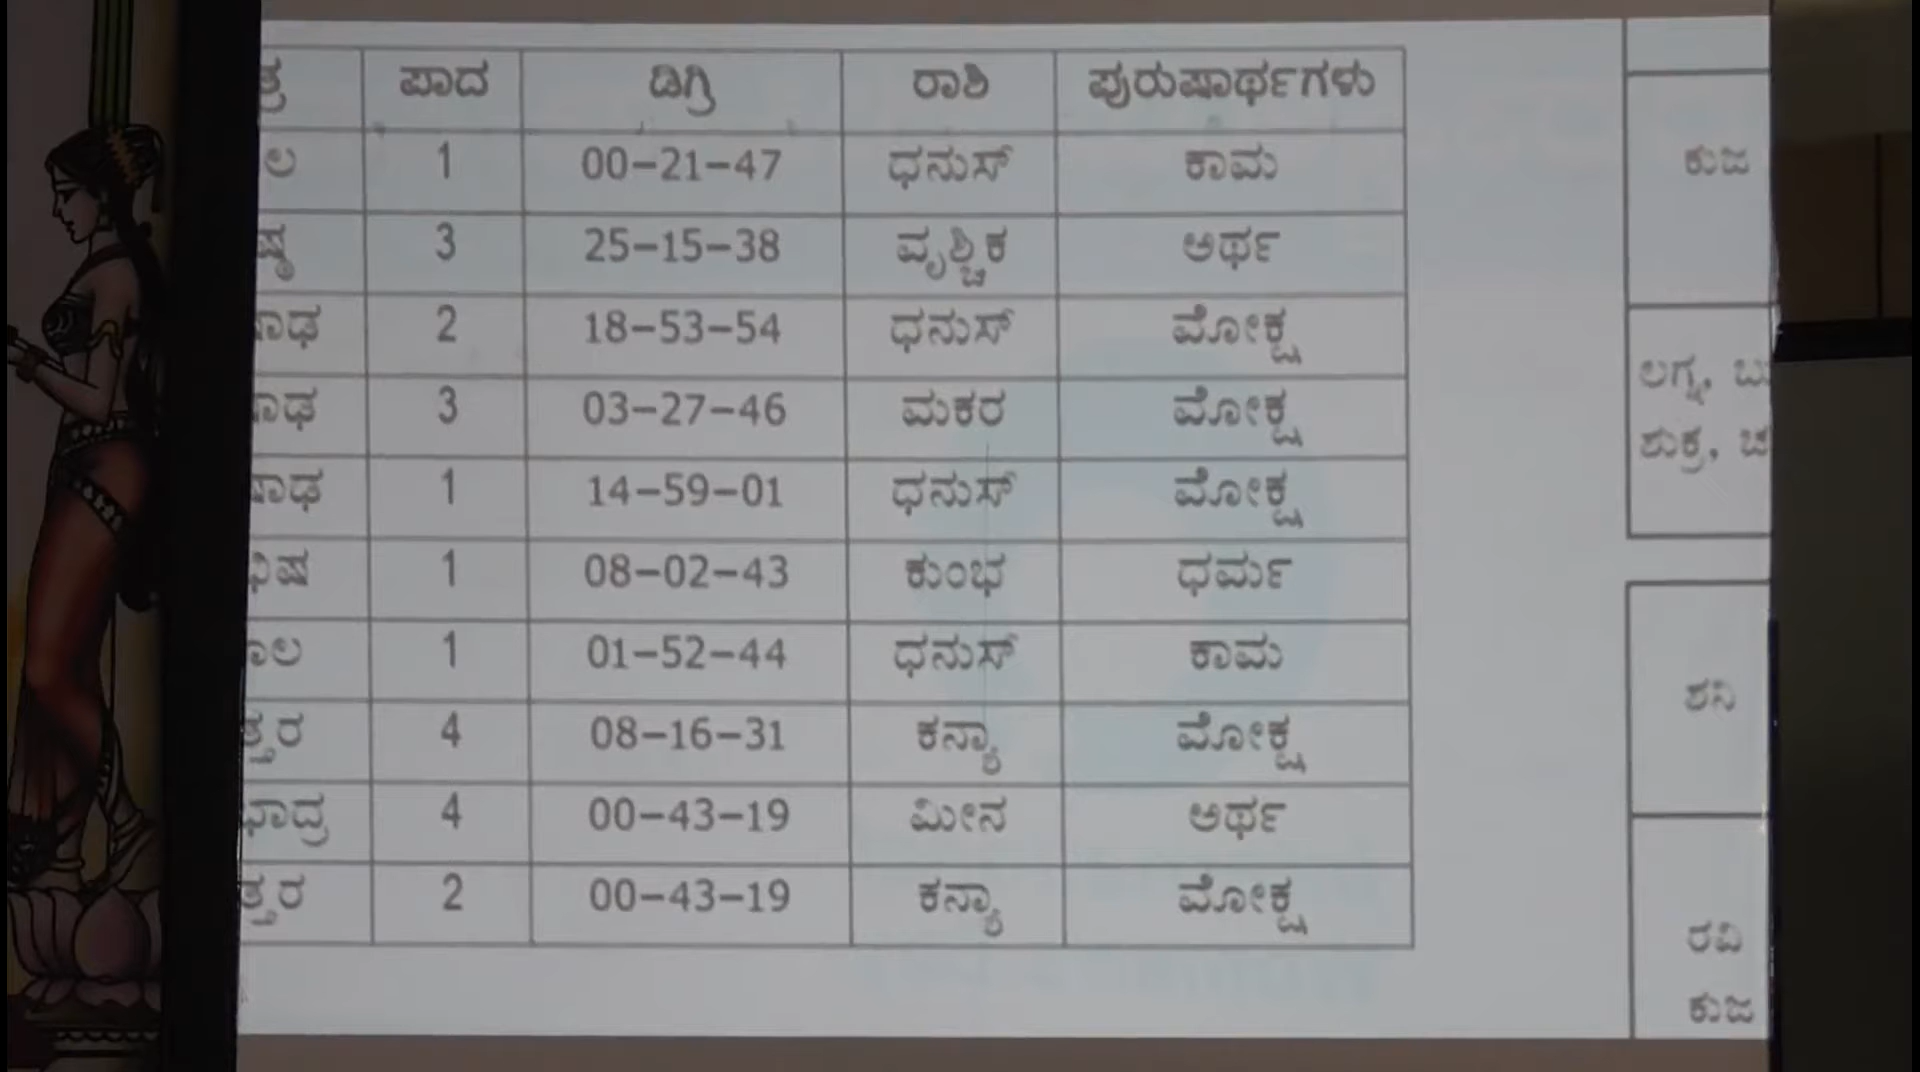 ಪಾದ ಡಿಗ್ರಿ ರಾಶಿ ಪುರುಷಾರ್ಥಗಳು
1 00-21-47 ಧನುಸ್ ಕಾಮ
3 25-15-38 ವೃಶ್ಚಿಕ ಅರ್ಥ
2 18-53-54 ಧನುಸ್ ಮೋಕ್ಷ
3 03-27-46 ಮಕರ ಮೋಕ್ಷ
1 14-59-01 ಧನುಸ್ ಮೋಕ್ಷ
1 08-02-43 ಕುಂಭ ಧರ್ಮ
1 01-52-44 ಧನುಸ್ ಕಾಮ
4 08-16-31 ಕನ್ಯಾ ಮೋಕ್ಷ
4 00-43-19 ಮೀನ ಅರ್ಥ
2 00-43-19 ಕನ್ಯಾ ಮೋಕ್ಷ
ಕುಜ
ಲಗ್ನ,
ಶುಕ್ರ,
ಶನಿ
ರವಿ
ಕುಜ